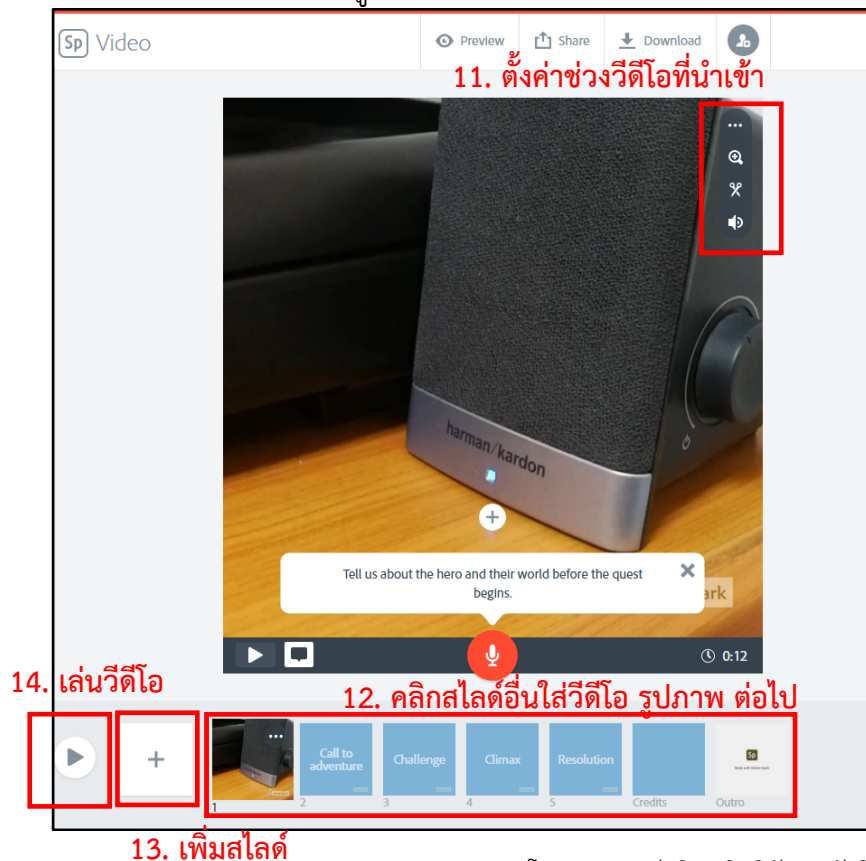 Sp Video
Preview
Share
Download
11. ตั้งค่าช่วงวีดีโอที่นำเข้า
harman/kardon
Tell us about the hero and their world before the quest
begins.
ark
0:12
14. เล่นวีดีโอ
12. คลิกสไลด์อื่นใส่วีดีโอ รูปภาพ ต่อไป
Call to
adventure
Challenge
Climax
Resolution
Sp
1
2
3
4
5
Credits
Outro
13. เพิ่มสไลด์